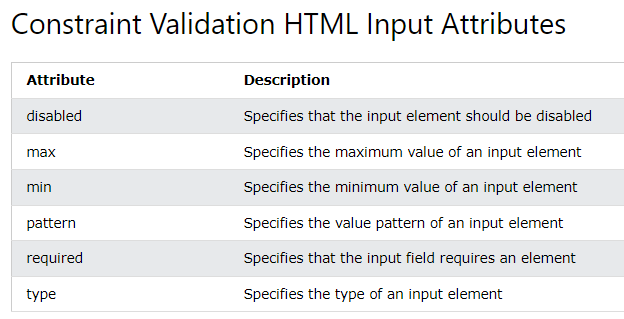 Constraint Validation HTML Input Attributes
Attribute Description
disabled Specifies that the input element should be disabled
max Specifies the maximum value of an input element
min Specifies the minimum value of an input element
pattern Specifies the value pattern of an input element
required Specifies that the input field requires an element
type Specifies the type of an input element